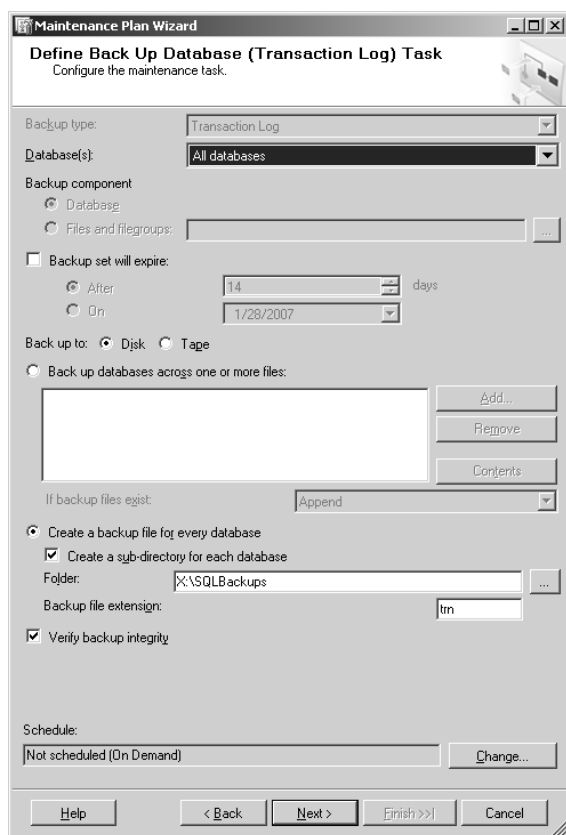 Maintenance Plan Wizard
Define Back Up Database (Transaction Log) Task
Configure the maintenance task.
Backup type: Transaction Log
Database(s): All databases
Backup component
Database
Files and filegroups: ...
Backup set will expire:
After 14 days
On 1/28/2007
Back up to: Disk Tape
Back up databases across one or more files:
Add...
Remove
Contents
If backup files exist: Append
Create a backup file for every database
Create a sub-directory for each database
Folder: X:\SQLBackups ...
Backup file extension: trn
Verify backup integrity
Schedule:
Not scheduled (On Demand) Change...
Help < Back Next > Finish >>| Cancel